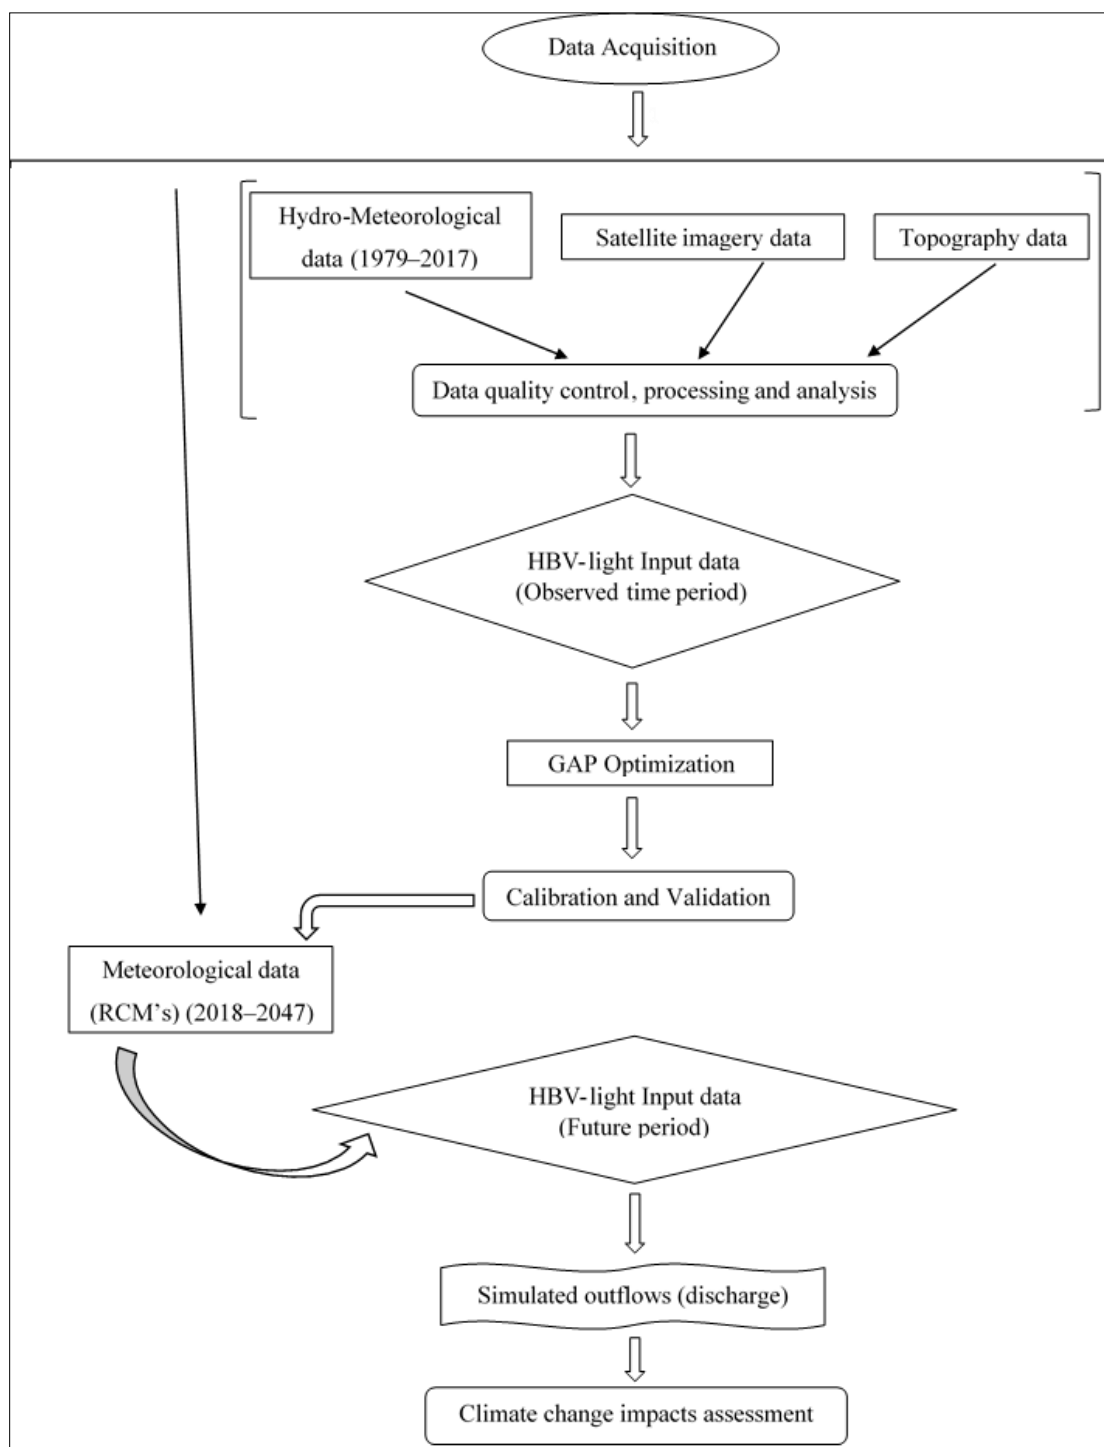 Data Acquisition
Hydro-Meteorological
data (1979–2017)
Satellite imagery data
Topography data
Data quality control, processing and analysis
HBV-light Input data
(Observed time period)
GAP Optimization
Calibration and Validation
Meteorological data
(RCM’s) (2018–2047)
HBV-light Input data
(Future period)
Simulated outflows (discharge)
Climate change impacts assessment